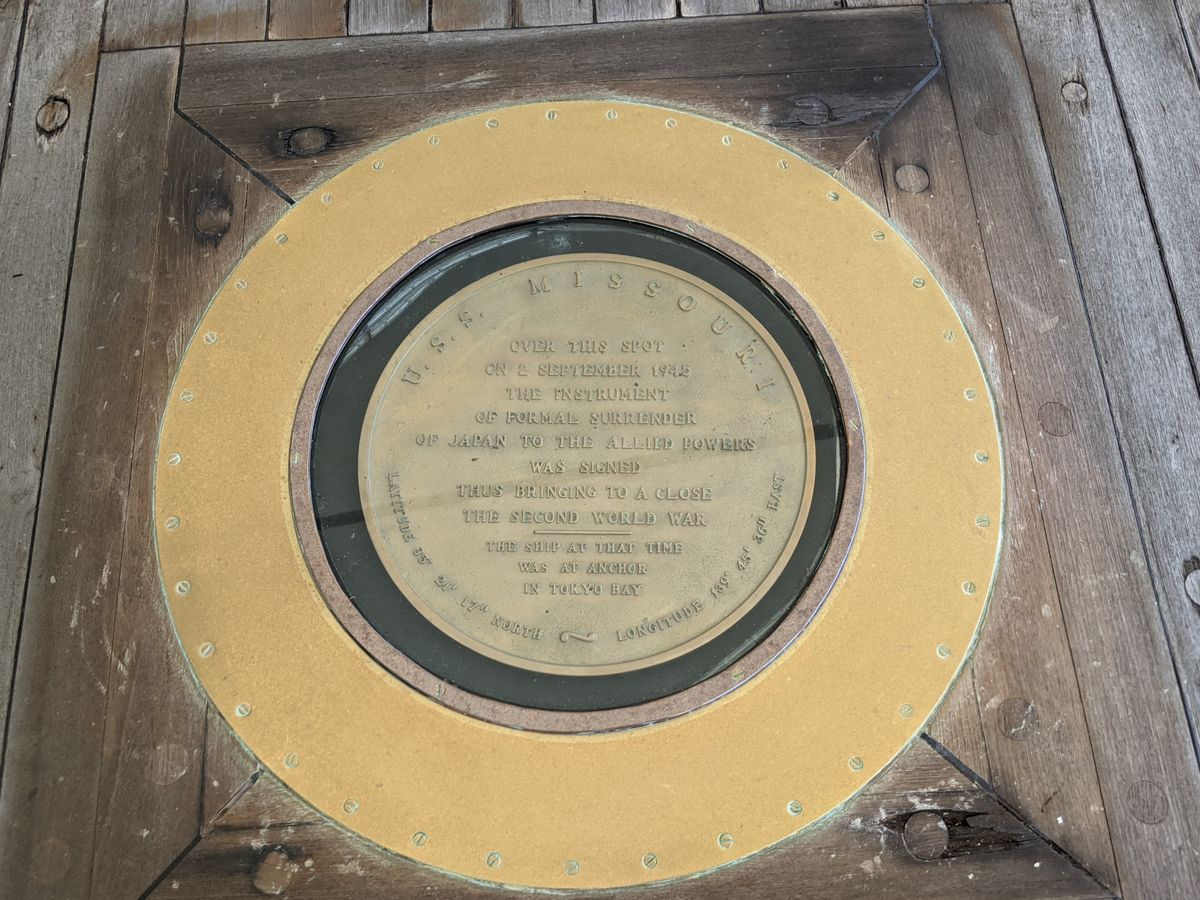 U.S.S. MISSOURI
OVER THIS SPOT
ON 2 SEPTEMBER 1945
THE INSTRUMENT
OF FORMAL SURRENDER
OF JAPAN TO THE ALLIED POWERS
WAS SIGNED
THUS BRINGING TO A CLOSE
THE SECOND WORLD WAR
THE SHIP AT THAT TIME
WAS AT ANCHOR
IN TOKYO BAY
LATITUDE 35° 21' 17" NORTH ~ LONGITUDE 139° 45' 36" EAST